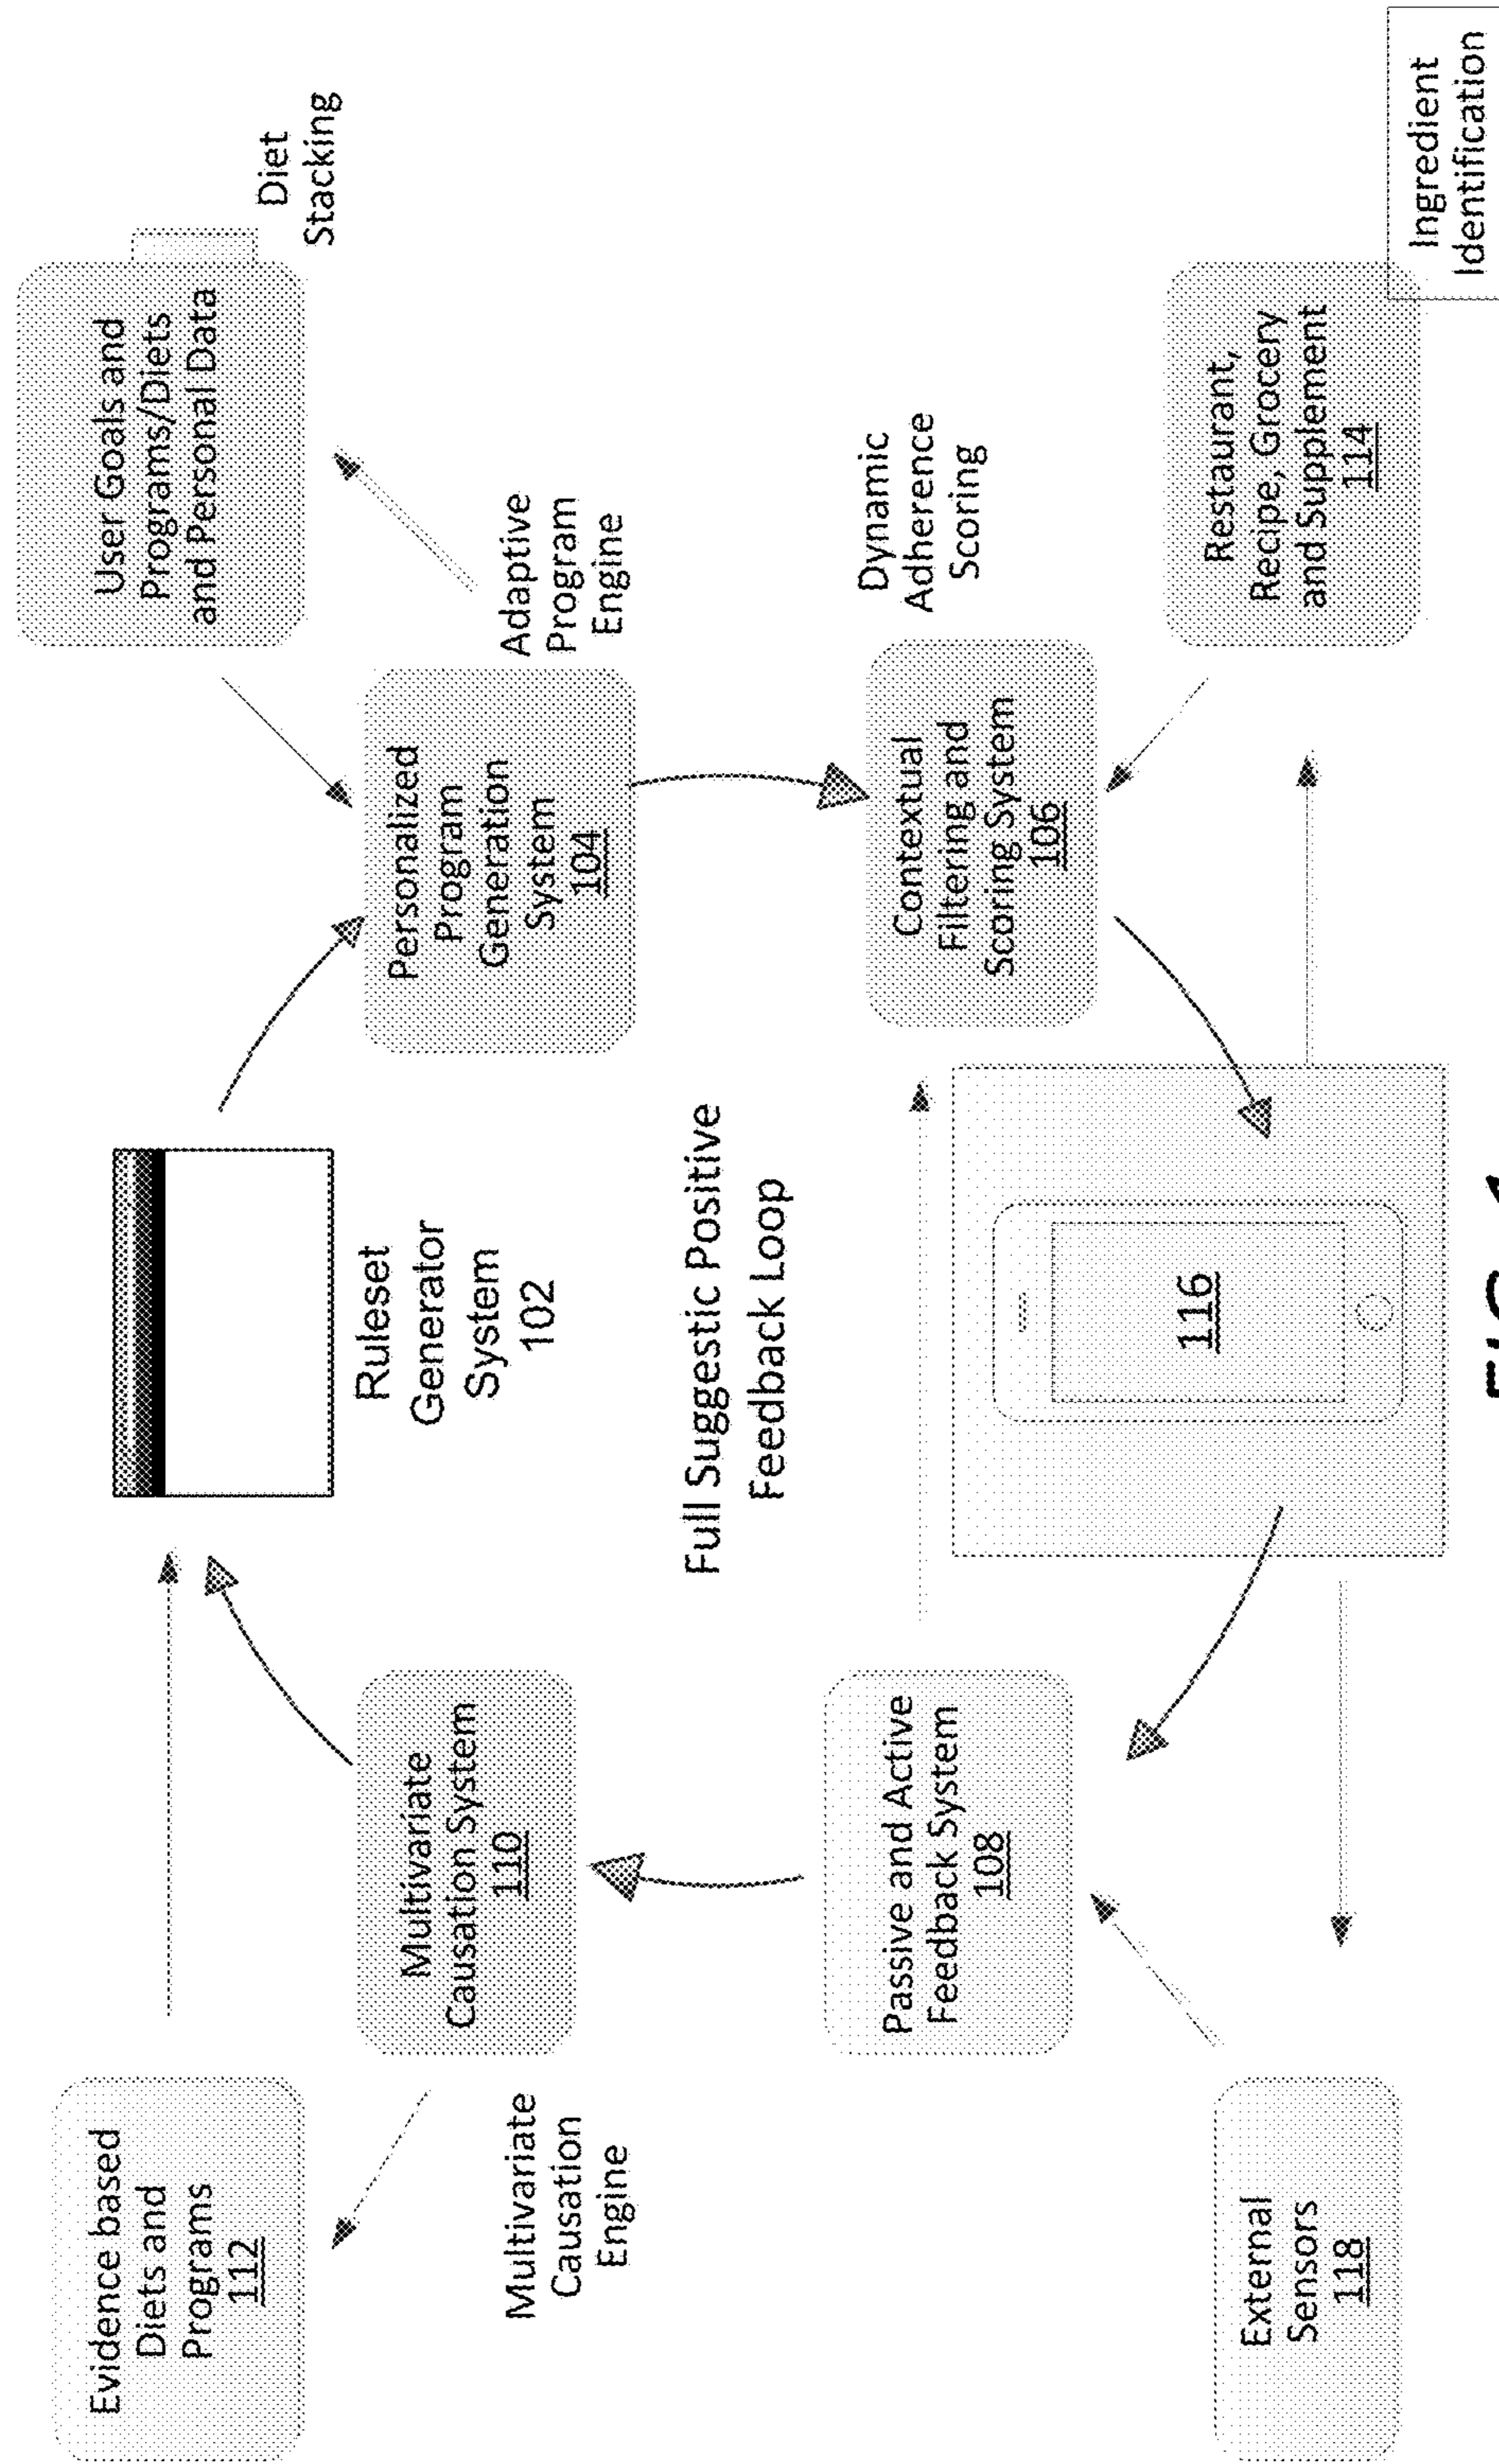 Evidence based
Diets and
Programs
112
Multivariate
Causation System
110
Multivariate
Causation
Engine
Ruleset
Generator
System
102
Personalized
Program
Generation
System
104
Adaptive
Program
Engine
User Goals and
Programs/Diets
and Personal Data
Diet
Stacking
Full Suggestic Positive
Feedback Loop
External
Sensors
118
Passive and Active
Feedback System
108
116
Contextual
Filtering and
Scoring System
106
Dynamic
Adherence
Scoring
Restaurant,
Recipe, Grocery
and Supplement
114
Ingredient
Identification